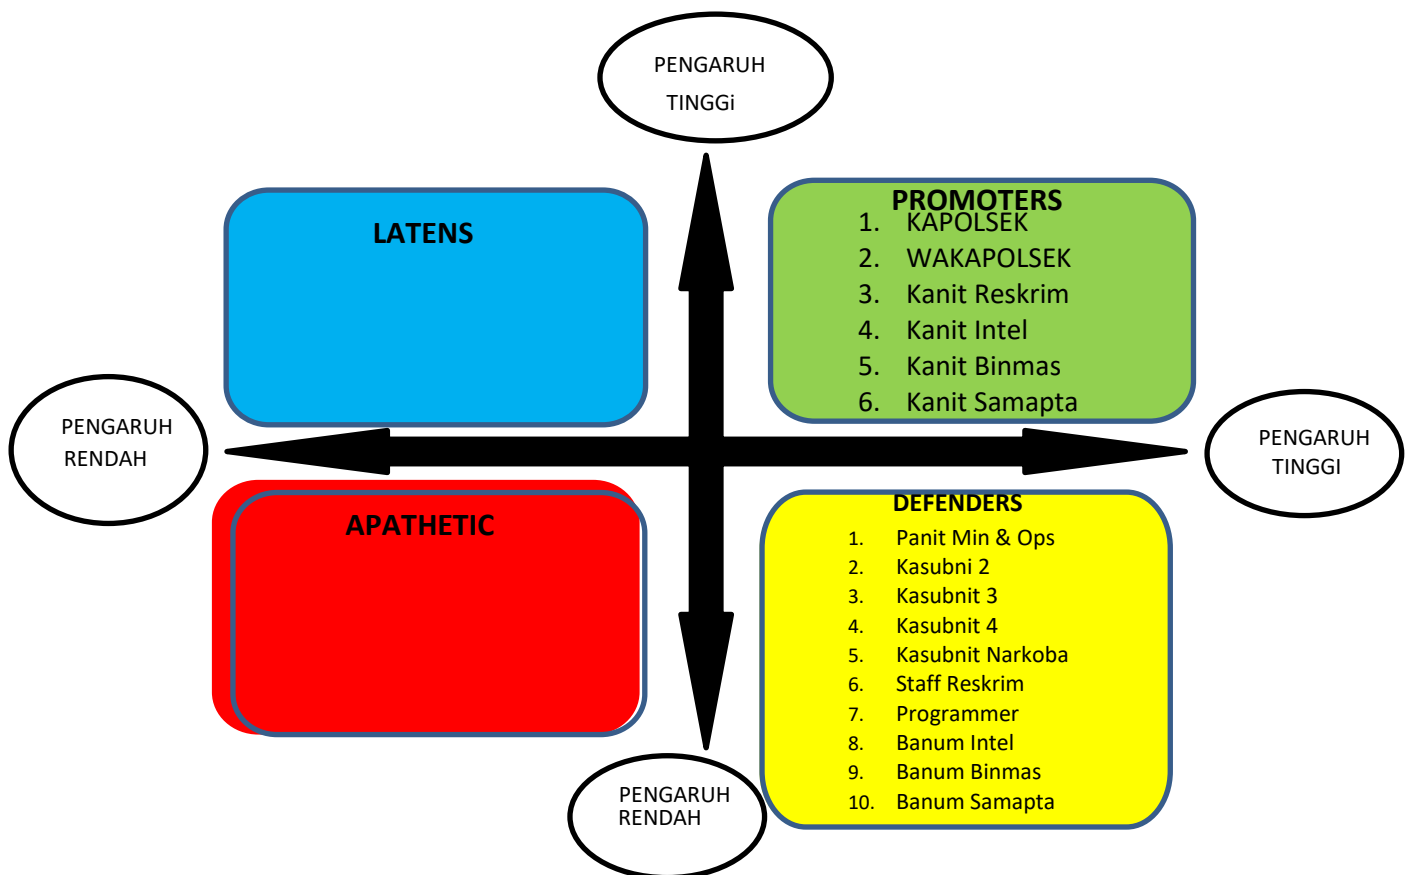 PENGARUH
TINGGi
LATENS
PROMOTERS
1. KAPOLSEK
2. WAKAPOLSEK
3. Kanit Reskrim
4. Kanit Intel
5. Kanit Binmas
6. Kanit Samapta
PENGARUH
RENDAH
PENGARUH
TINGGI
APATHETIC
DEFENDERS
1. Panit Min & Ops
2. Kasubni 2
3. Kasubnit 3
4. Kasubnit 4
5. Kasubnit Narkoba
6. Staff Reskrim
7. Programmer
8. Banum Intel
9. Banum Binmas
10. Banum Samapta
PENGARUH
RENDAH